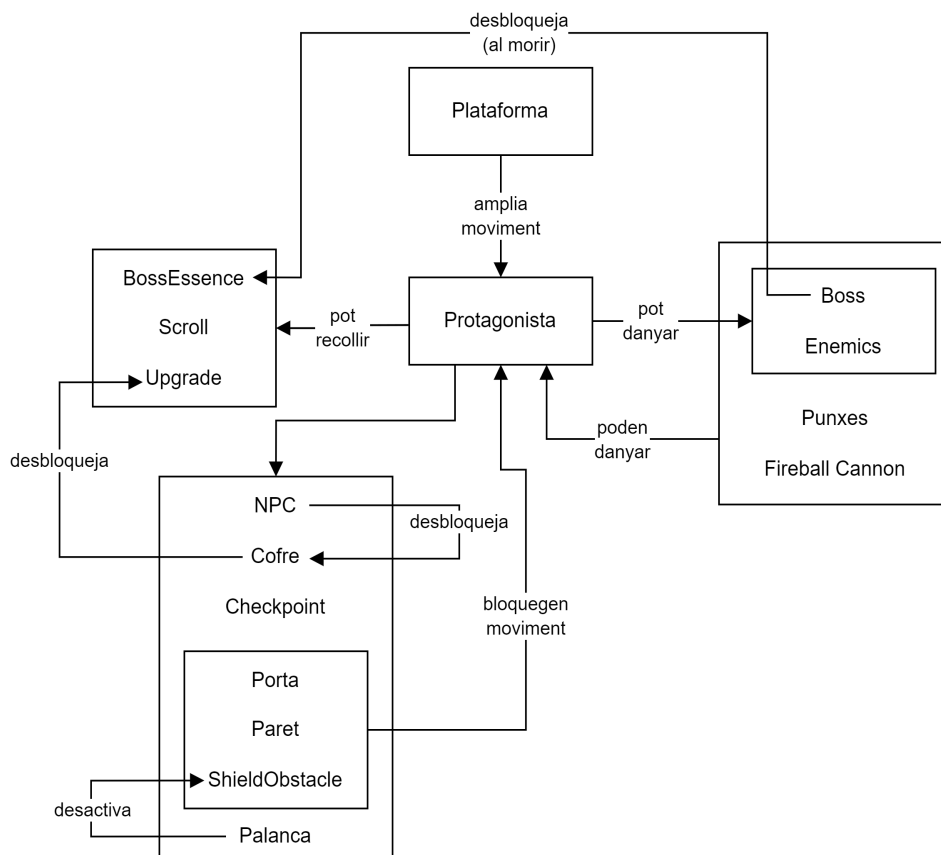 desbloqueja
(al morir)
Plataforma
amplia
moviment
BossEssence
Scroll
Upgrade
pot
recollir
Protagonista
pot
danyar
Boss
Enemics
Punxes
Fireball Cannon
poden
danyar
desbloqueja
NPC
desbloqueja
Cofre
Checkpoint
bloquegen
moviment
Porta
Paret
ShieldObstacle
desactiva
Palanca